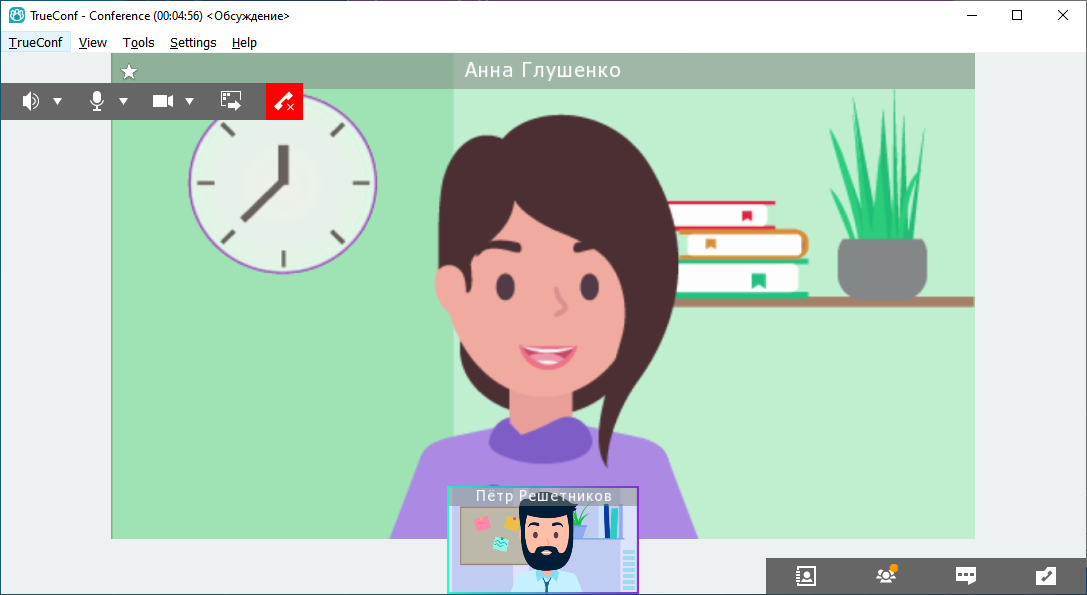 TrueConf - Conference (00:04:56) <Обсуждение>
TrueConf View Tools Settings Help
Анна Глушенко
Пётр Решетников